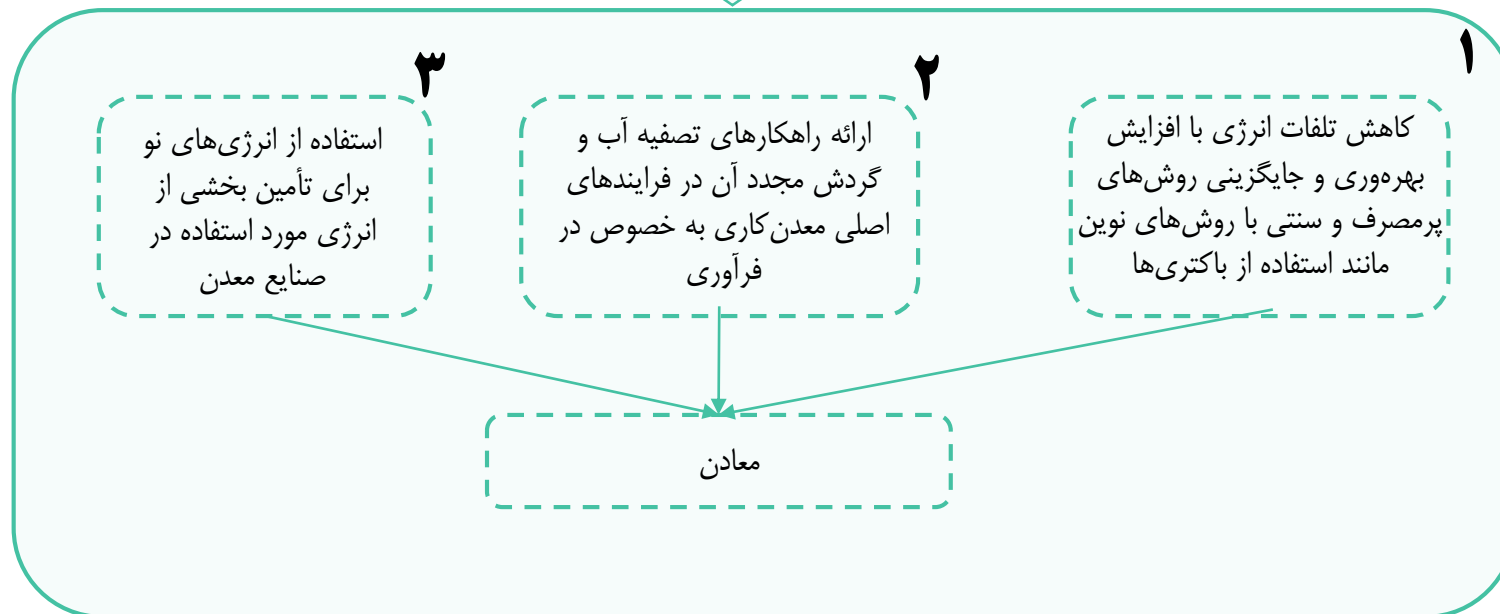 ۱
کاهش تلفات انرژی با افزایش
بهره‌وری و جایگزینی روش‌های
پرمصرف و سنتی با روش‌های نوین
مانند استفاده از باکتری‌ها
۲
ارائه راهکارهای تصفیه آب و
گردش مجدد آن در فرایندهای
اصلی معدن‌کاری به خصوص در
فرآوری
۳
استفاده از انرژی‌های نو
برای تأمین بخشی از
انرژی مورد استفاده در
صنایع معدن
معادن